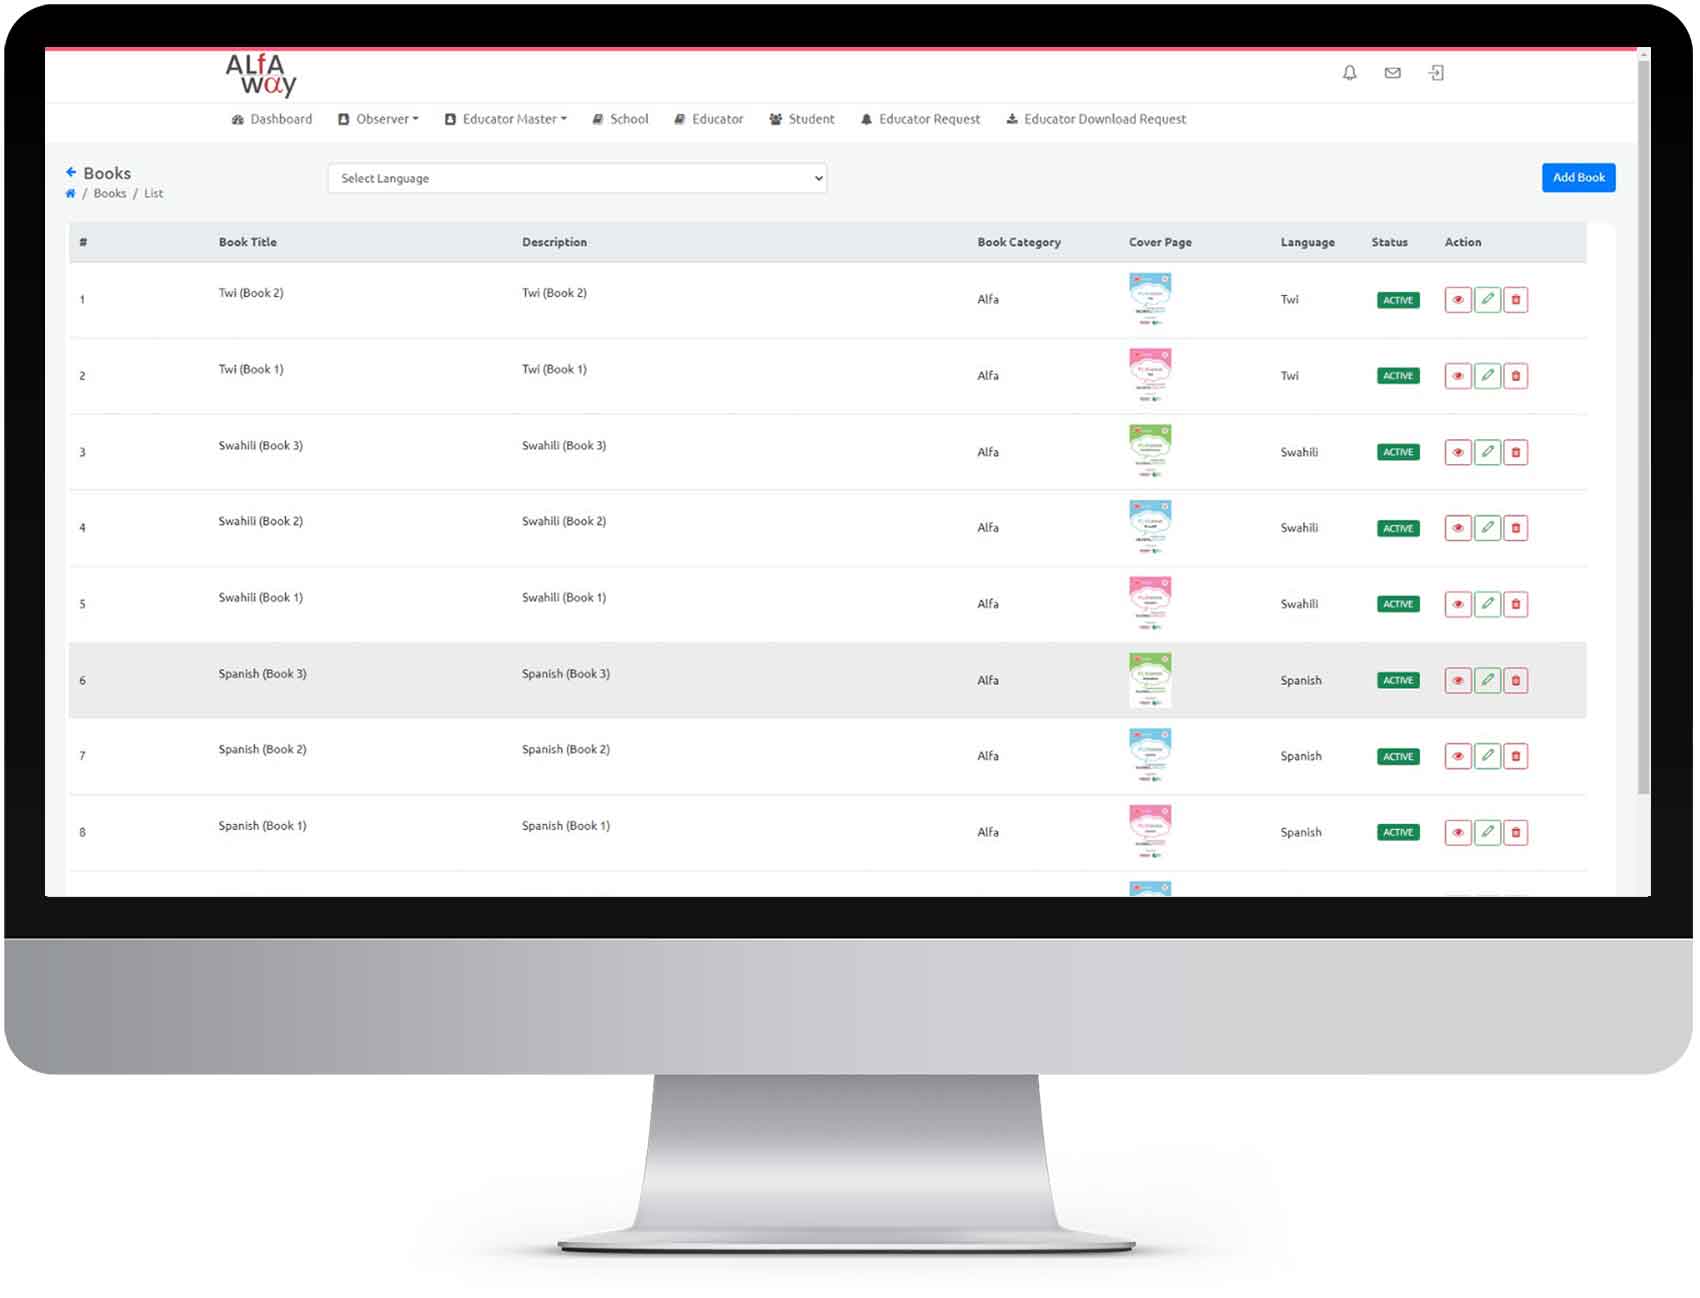 ALfA
wαy
Dashboard Observer Educator Master School Educator Student Educator Request Educator Download Request
Books
/ Books / List
Select Language
Add Book
# Book Title Description Book Category Cover Page Language Status Action
1 Twi (Book 2) Twi (Book 2) Alfa Twi ACTIVE
2 Twi (Book 1) Twi (Book 1) Alfa Twi ACTIVE
3 Swahili (Book 3) Swahili (Book 3) Alfa Swahili ACTIVE
4 Swahili (Book 2) Swahili (Book 2) Alfa Swahili ACTIVE
5 Swahili (Book 1) Swahili (Book 1) Alfa Swahili ACTIVE
6 Spanish (Book 3) Spanish (Book 3) Alfa Spanish ACTIVE
7 Spanish (Book 2) Spanish (Book 2) Alfa Spanish ACTIVE
8 Spanish (Book 1) Spanish (Book 1) Alfa Spanish ACTIVE